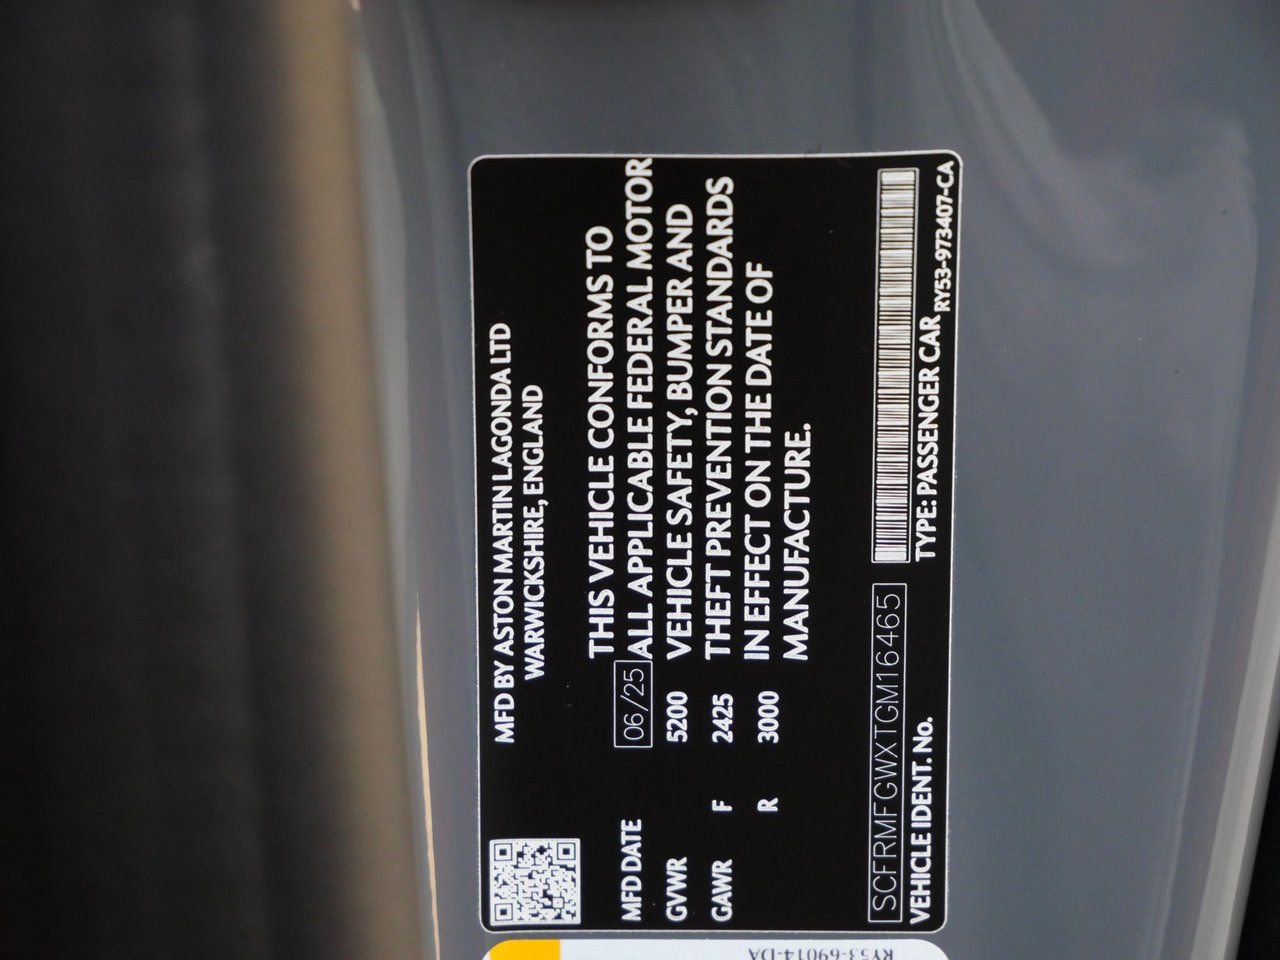 MFD BY ASTON MARTIN LAGONDA LTD
WARWICKSHIRE, ENGLAND
THIS VEHICLE CONFORMS TO
MFD DATE 06/25 ALL APPLICABLE FEDERAL MOTOR
GVWR 5200 VEHICLE SAFETY, BUMPER AND
GAWR F 2425 THEFT PREVENTION STANDARDS
R 3000 IN EFFECT ON THE DATE OF
MANUFACTURE.
SCFRMFGWXTGM16465
VEHICLE IDENT. No. TYPE: PASSENGER CAR RY53-973407-CA
RY53-69014-DA